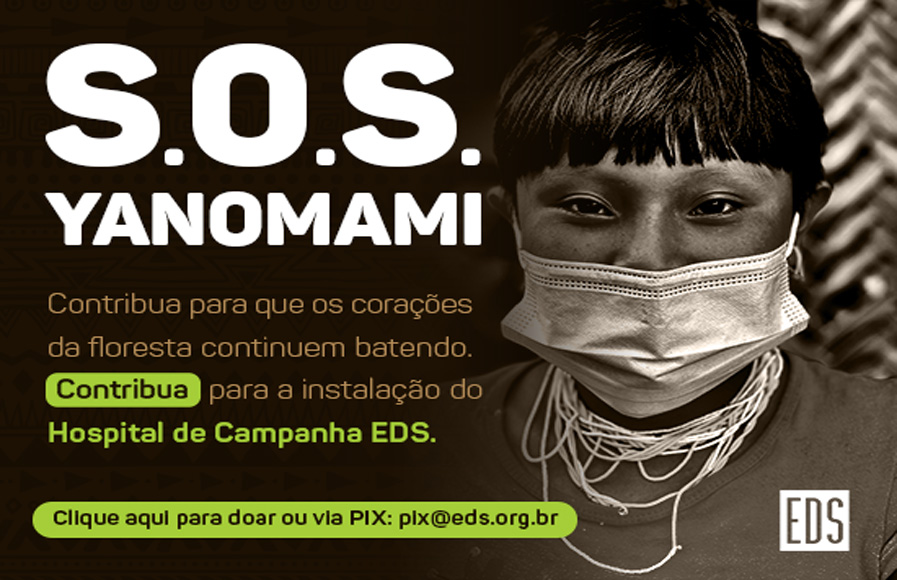 S.O.S.
YANOMAMI
Contribua para que os corações
da floresta continuem batendo.
Contribua para a instalação do
Hospital de Campanha EDS.
Clique aqui para doar ou via PIX: pix@eds.org.br
EDS